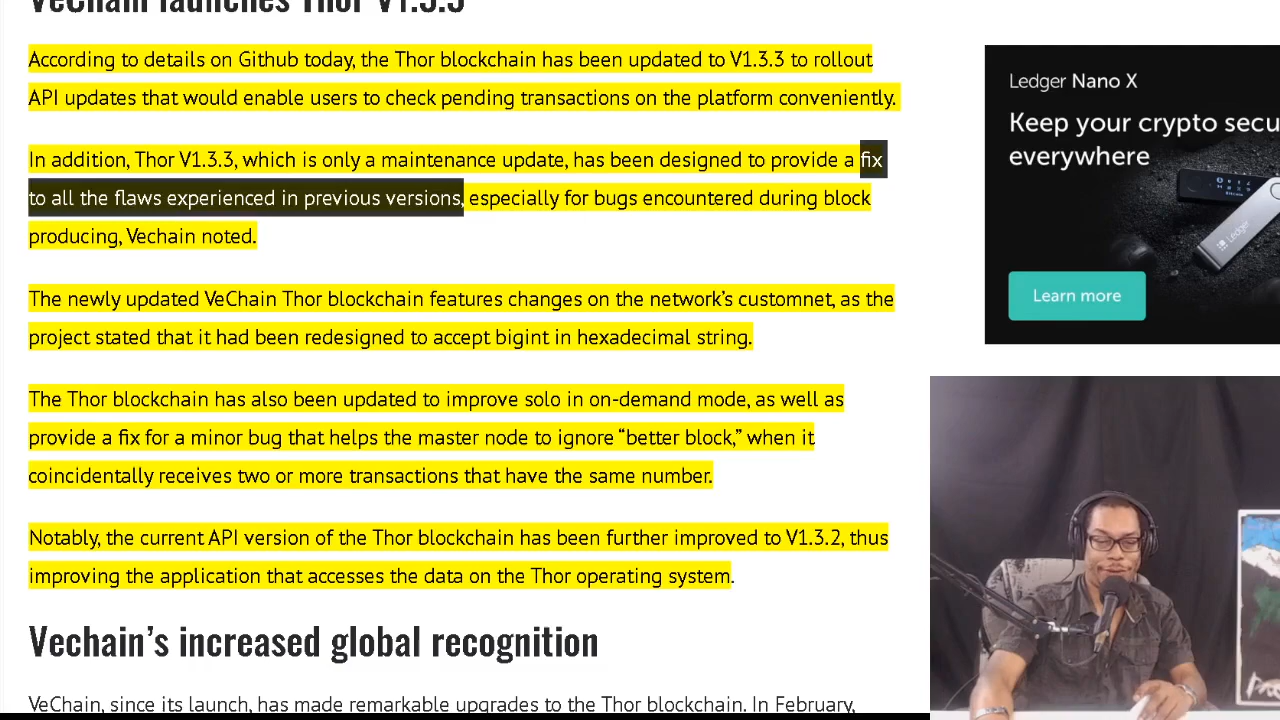 VeChain launches Thor V1.3.3
According to details on Github today, the Thor blockchain has been updated to V1.3.3 to rollout
API updates that would enable users to check pending transactions on the platform conveniently.
In addition, Thor V1.3.3, which is only a maintenance update, has been designed to provide a fix
to all the flaws experienced in previous versions, especially for bugs encountered during block
producing, Vechain noted.
The newly updated VeChain Thor blockchain features changes on the network’s customnet, as the
project stated that it had been redesigned to accept bigint in hexadecimal string.
The Thor blockchain has also been updated to improve solo in on-demand mode, as well as
provide a fix for a minor bug that helps the master node to ignore “better block,” when it
coincidentally receives two or more transactions that have the same number.
Notably, the current API version of the Thor blockchain has been further improved to V1.3.2, thus
improving the application that accesses the data on the Thor operating system.
Vechain’s increased global recognition
VeChain, since its launch, has made remarkable upgrades to the Thor blockchain. In February,
Ledger Nano X
Keep your crypto secu
everywhere
Learn more
Ledger